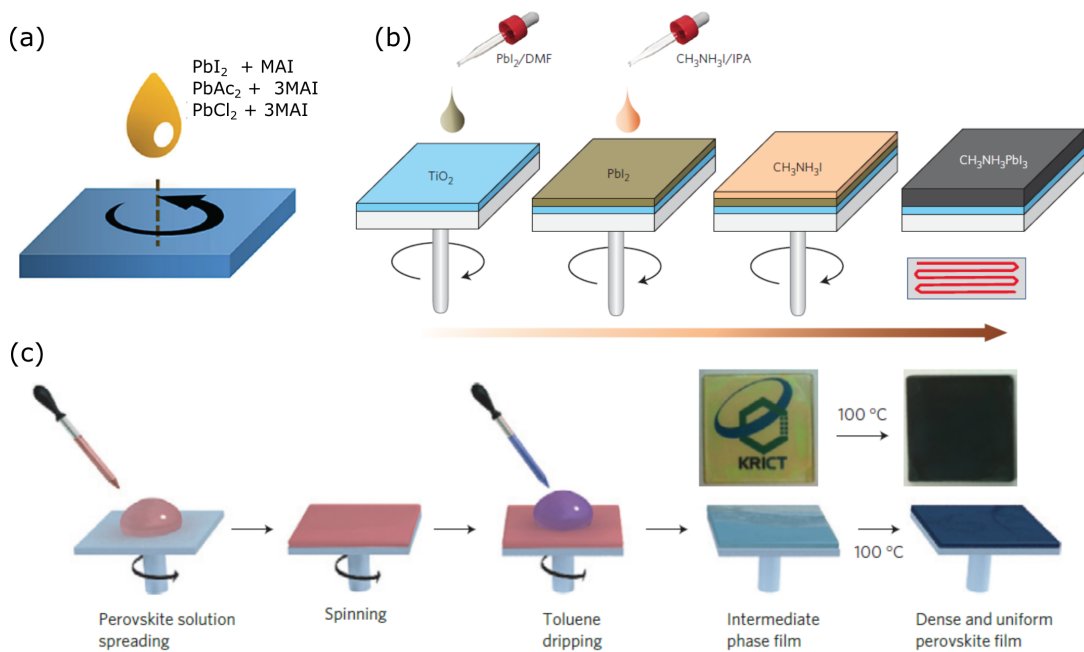 (a)
PbI₂ + MAI
PbAc₂ + 3MAI
PbCl₂ + 3MAI
(b)
PbI₂/DMF
CH₃NH₃I/IPA
TiO₂
PbI₂
CH₃NH₃I
CH₃NH₃PbI₃
(c)
KRICT
100 °C
100 °C
Perovskite solution
spreading
Spinning
Toluene
dripping
Intermediate
phase film
Dense and uniform
perovskite film